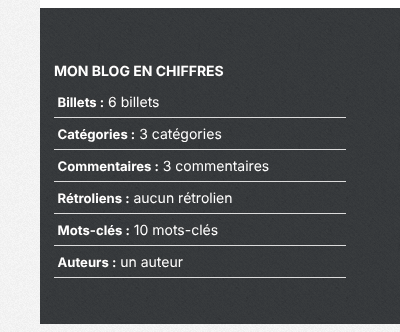 MON BLOG EN CHIFFRES
Billets : 6 billets
Catégories : 3 catégories
Commentaires : 3 commentaires
Rétroliens : aucun rétrolien
Mots-clés : 10 mots-clés
Auteurs : un auteur